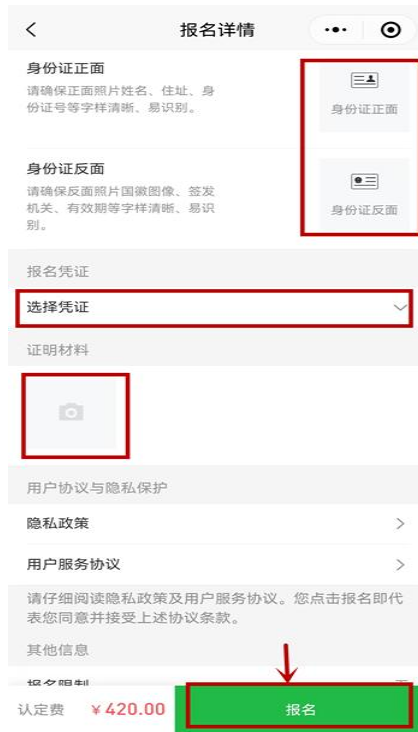 报名详情
身份证正面
请确保正面照片姓名、住址、身
份证号等字样清晰、易识别。
身份证正面
身份证反面
请确保反面照片国徽图像、签发
机关、有效期等字样清晰、易识
别。
身份证反面
报名凭证
选择凭证
证明材料
用户协议与隐私保护
隐私政策
用户服务协议
请仔细阅读隐私政策及用户服务协议。您点击报名即代
表您同意并接受上述协议条款。
其他信息
报名限制
认定费 ¥420.00 报名